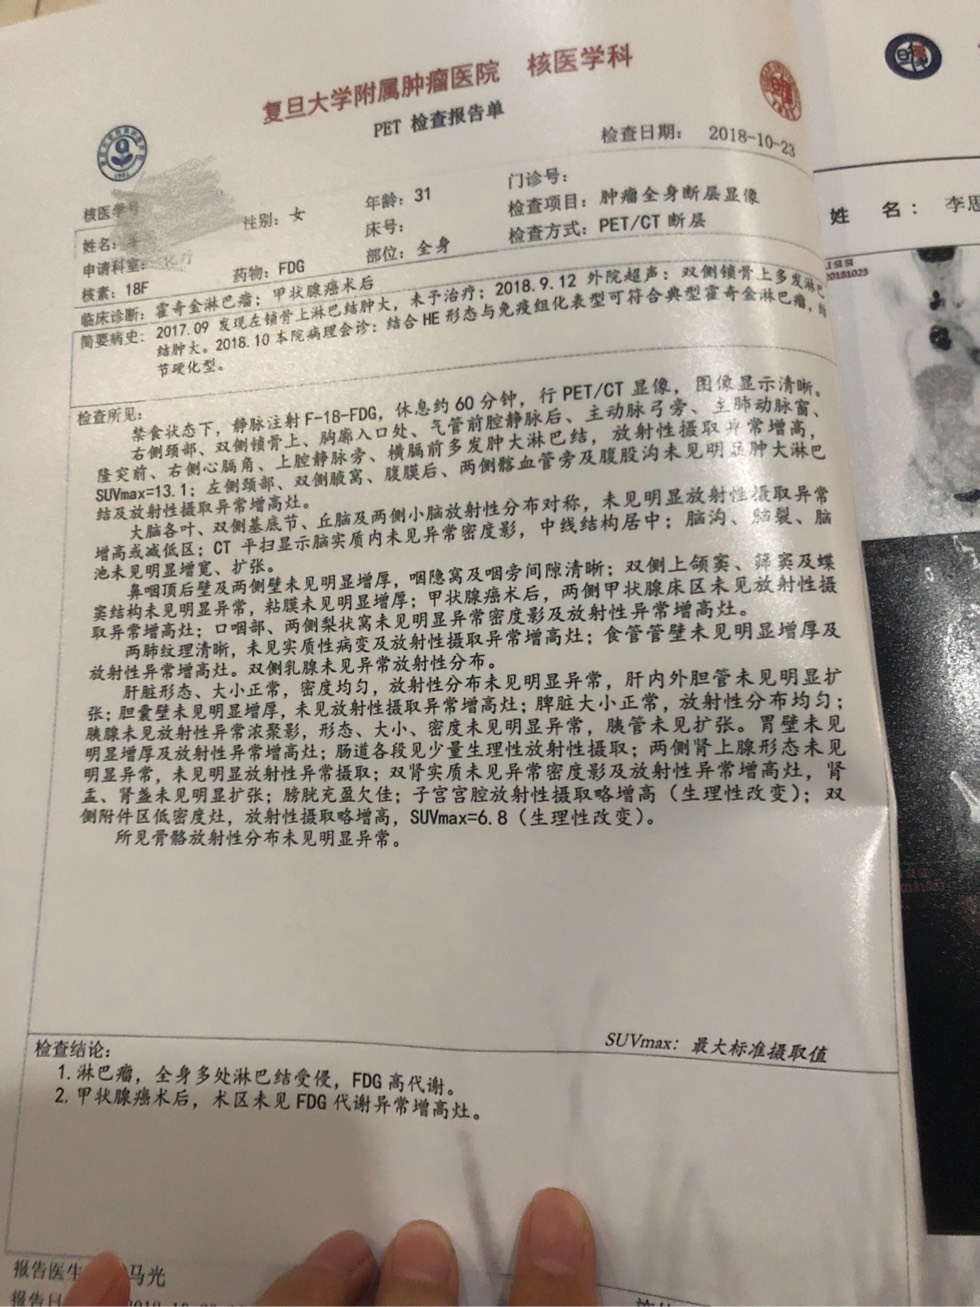 复旦大学附属肿瘤医院 核医学科
PET 检查报告单
检查日期： 2018-10-23
核医学号
姓名：
性别：女
年龄：31
门诊号：
申请科室：
床号：
检查项目：肿瘤全身断层显像
核素：18F
药物：FDG
部位：全身
检查方式：PET/CT 断层
临床诊断：霍奇金淋巴瘤；甲状腺癌术后
简要病史：2017.09 发现左锁骨上淋巴结肿大，未予治疗；2018.9.12 外院超声：双侧锁骨上多发淋巴
结肿大。2018.10 本院病理会诊：结合 HE 形态与免疫组化表型可符合典型霍奇金淋巴瘤，结
节硬化型。
检查所见：
禁食状态下，静脉注射 F-18-FDG，休息约 60 分钟，行 PET/CT 显像，图像显示清晰。
右侧颈部、双侧锁骨上、胸廓入口处、气管前腔静脉后、主动脉弓旁、主肺动脉窗、
隆突前、右侧心膈角、上腔静脉旁、横膈前多发肿大淋巴结，放射性摄取异常增高，
SUVmax=13.1；左侧颈部、双侧腋窝、腹膜后、两侧髂血管旁及腹股沟未见明显肿大淋巴
结及放射性摄取异常增高灶。
大脑各叶、双侧基底节、丘脑及两侧小脑放射性分布对称，未见明显放射性摄取异常
增高或减低区；CT 平扫显示脑实质内未见异常密度影，中线结构居中；脑沟、脑裂、脑
池未见明显增宽、扩张。
鼻咽顶后壁及两侧壁未见明显增厚，咽隐窝及咽旁间隙清晰；双侧上颌窦、筛窦及蝶
窦结构未见明显异常，粘膜未见明显增厚；甲状腺癌术后，两侧甲状腺床区未见放射性摄
取异常增高灶；口咽部、两侧梨状窝未见明显异常密度影及放射性异常增高灶。
两肺纹理清晰，未见实质性病变及放射性摄取异常增高灶；食管管壁未见明显增厚及
放射性异常增高灶。双侧乳腺未见异常放射性分布。
肝脏形态、大小正常，密度均匀，放射性分布未见明显异常，肝内外胆管未见明显扩
张；胆囊壁未见明显增厚，未见放射性摄取异常增高灶；脾脏大小正常，放射性分布均匀；
胰腺未见放射性异常浓聚影，形态、大小、密度未见明显异常，胰管未见扩张。胃壁未见
明显增厚及放射性异常增高灶；肠道各段见少量生理性放射性摄取；两侧肾上腺形态未见
明显异常，未见明显放射性异常摄取；双肾实质未见异常密度影及放射性异常增高灶，肾
盂、肾盏未见明显扩张；膀胱充盈欠佳；子宫宫腔放射性摄取略增高（生理性改变）；双
侧附件区低密度灶，放射性摄取略增高，SUVmax=6.8（生理性改变）。
所见骨骼放射性分布未见明显异常。
SUVmax：最大标准摄取值
检查结论：
1. 淋巴瘤，全身多处淋巴结受侵，FDG 高代谢。
2. 甲状腺癌术后，术区未见 FDG 代谢异常增高灶。
报告医生
马光
报告日
姓 名： 李思
20181023